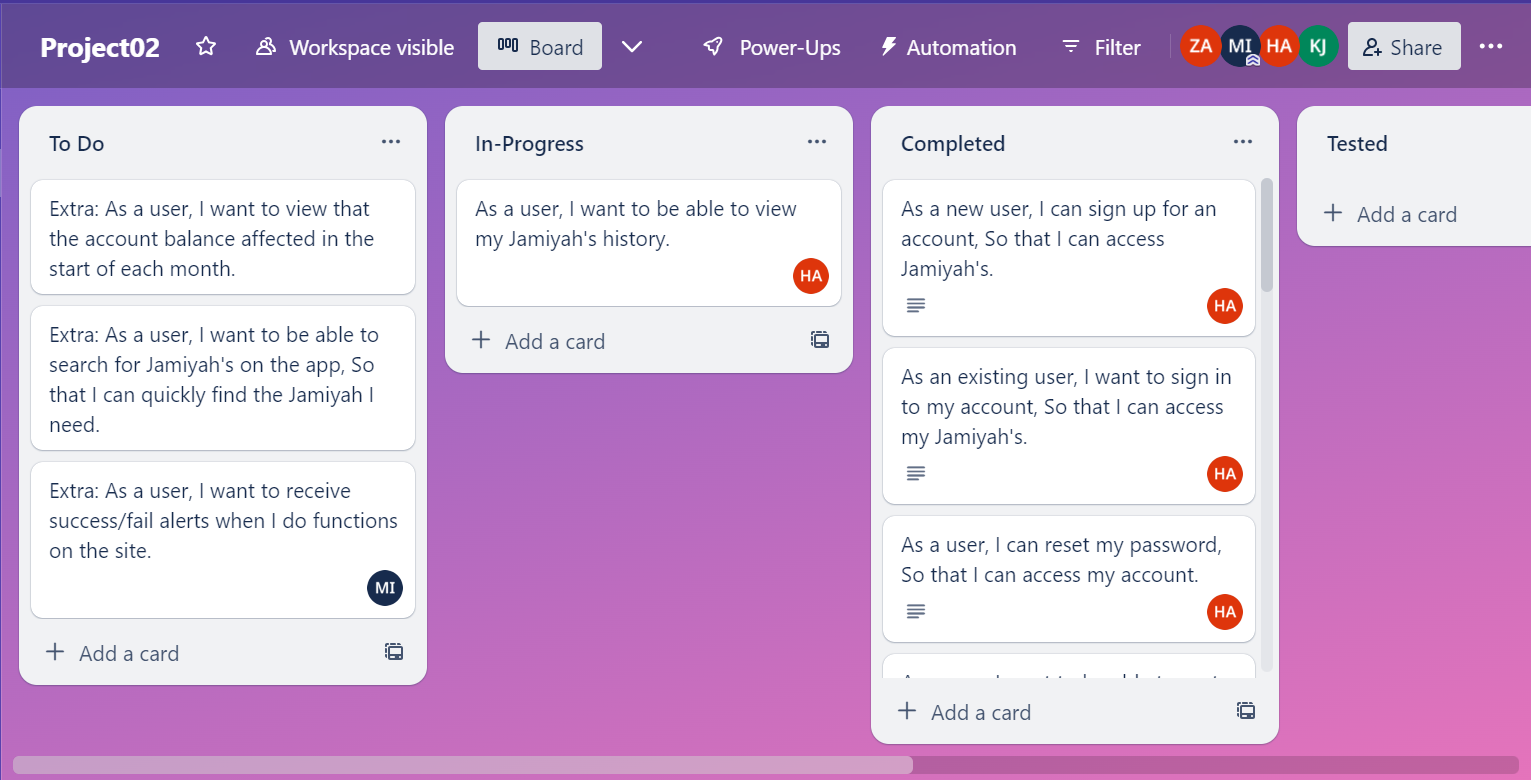 Project02
Workspace visible
Board
Power-Ups
Automation
Filter
ZA
MI
HA
KJ
Share
To Do
Extra: As a user, I want to view that
the account balance affected in the
start of each month.
Extra: As a user, I want to be able to
search for Jamiyah's on the app, So
that I can quickly find the Jamiyah I
need.
Extra: As a user, I want to receive
success/fail alerts when I do functions
on the site.
MI
Add a card
In-Progress
As a user, I want to be able to view
my Jamiyah's history.
HA
Add a card
Completed
As a new user, I can sign up for an
account, So that I can access
Jamiyah's.
HA
As an existing user, I want to sign in
to my account, So that I can access
my Jamiyah's.
HA
As a user, I can reset my password,
So that I can access my account.
HA
Add a card
Tested
Add a card